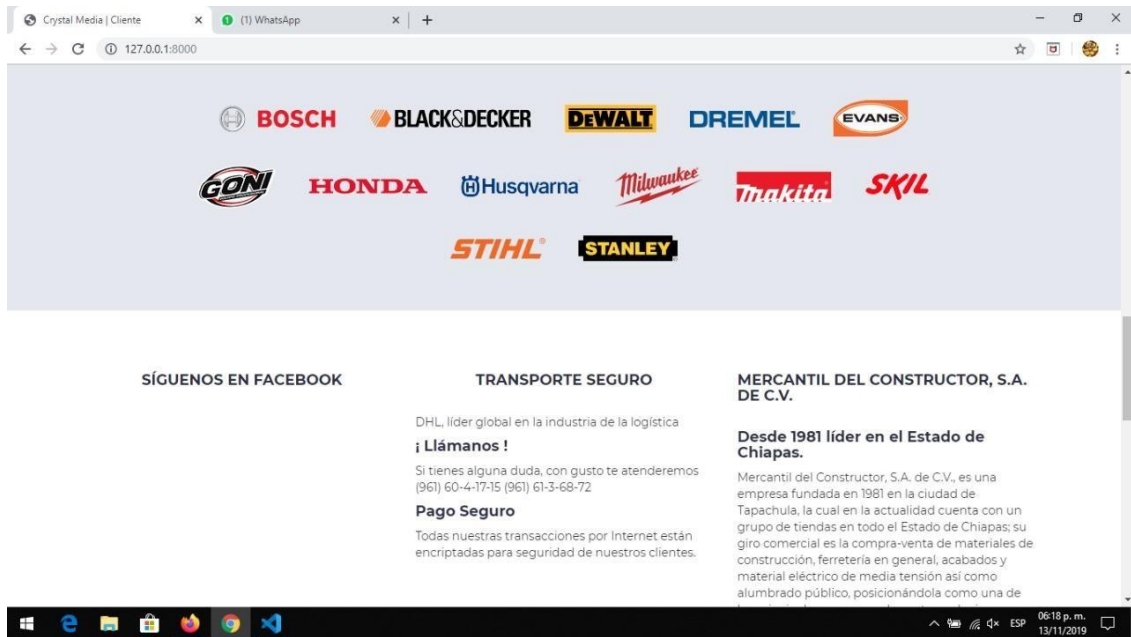 Crystal Media | Cliente
(1) WhatsApp
127.0.0.1:8000
BOSCH BLACK&DECKER DEWALT DREMEL EVANS
GONI HONDA Husqvarna Milwaukee makita SKIL
STIHL STANLEY
SÍGUENOS EN FACEBOOK
TRANSPORTE SEGURO
DHL, líder global en la industria de la logística
¡ Llámanos !
Si tienes alguna duda, con gusto te atenderemos
(961) 60-4-17-15 (961) 61-3-68-72
Pago Seguro
Todas nuestras transacciones por Internet están
encriptadas para seguridad de nuestros clientes.
MERCANTIL DEL CONSTRUCTOR, S.A.
DE C.V.
Desde 1981 líder en el Estado de
Chiapas.
Mercantil del Constructor, S.A. de C.V., es una
empresa fundada en 1981 en la ciudad de
Tapachula, la cual en la actualidad cuenta con un
grupo de tiendas en todo el Estado de Chiapas; su
giro comercial es la compra-venta de materiales de
construcción, ferretería en general, acabados y
material eléctrico de media tensión así como
alumbrado público, posicionándola como una de
ESP
06:18 p. m.
13/11/2019